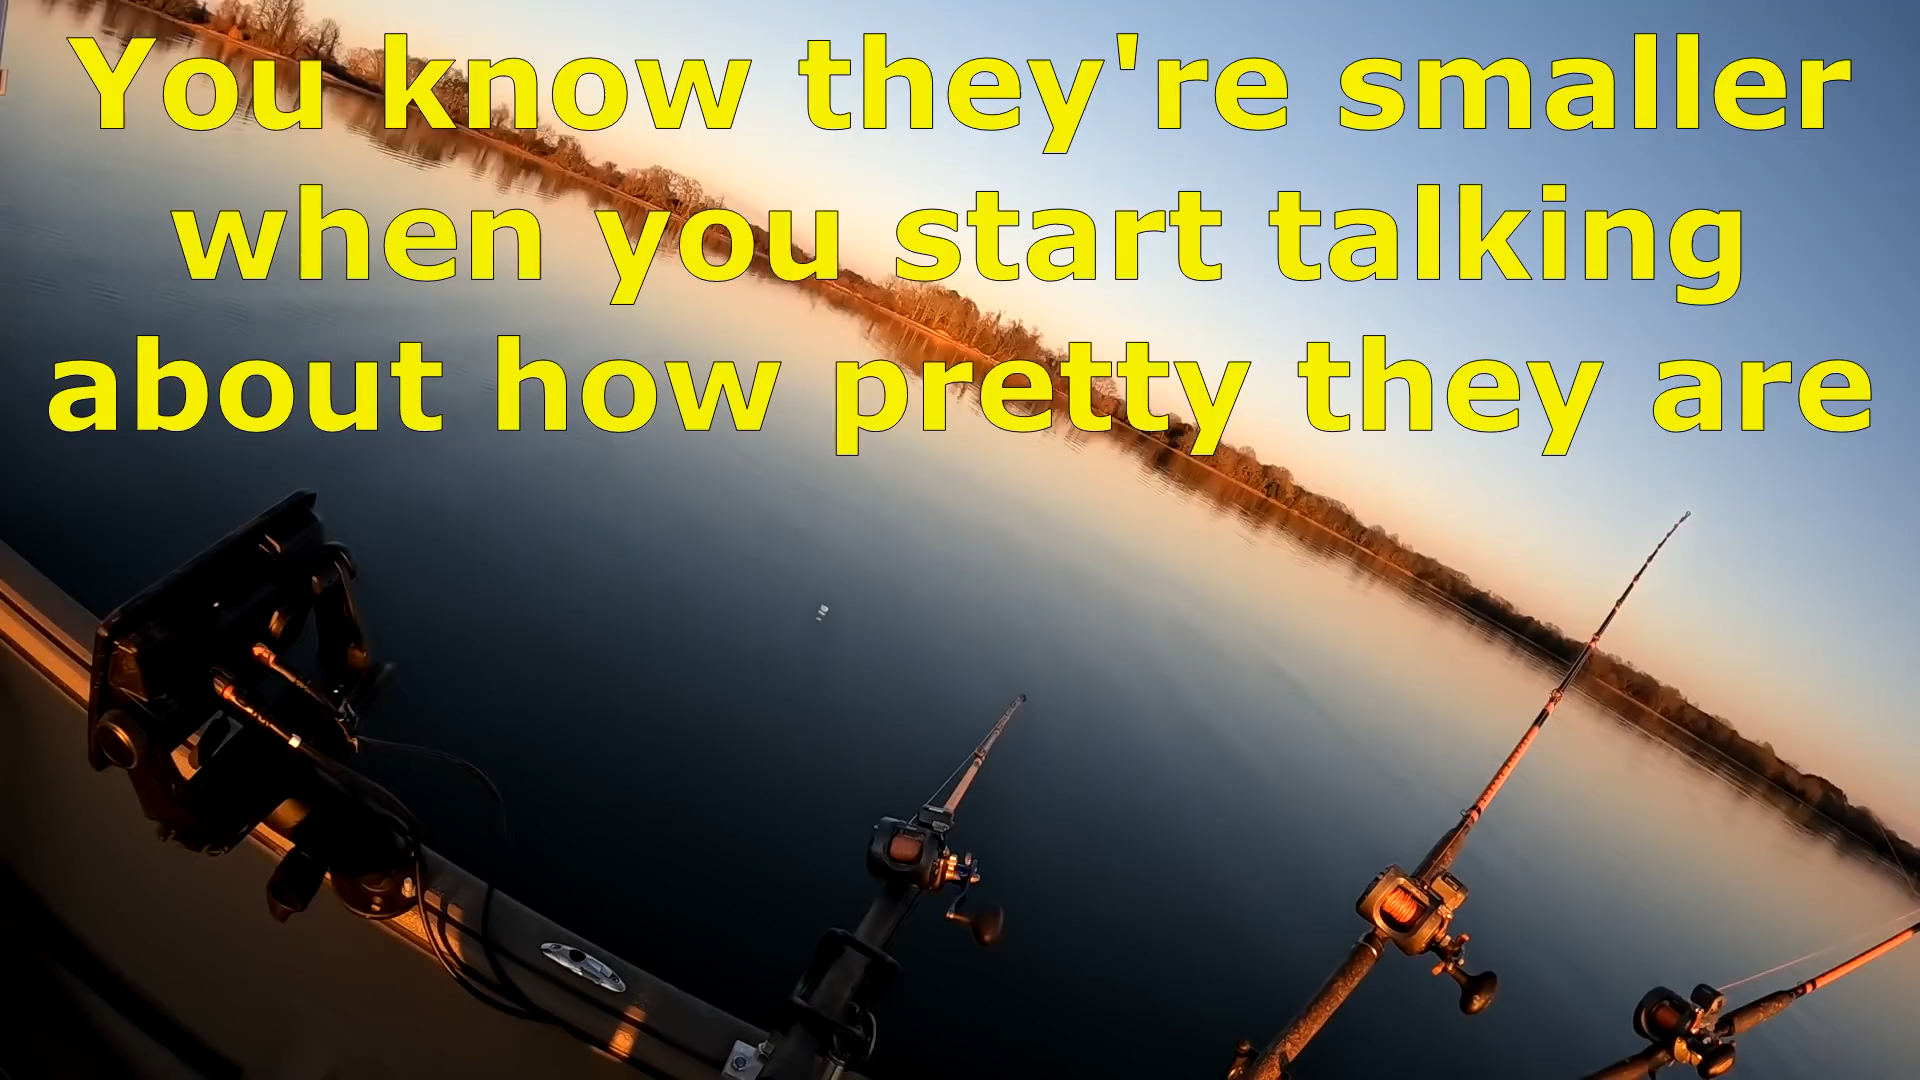 You know they're smaller
when you start talking
about how pretty they are